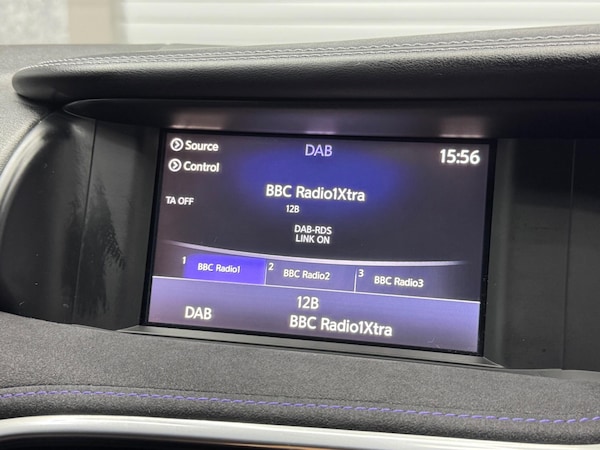 Source
DAB
15:56
Control
BBC Radio1Xtra
TA OFF
12B
DAB-RDS
LINK ON
1 BBC Radio1 2 BBC Radio2 3 BBC Radio3
12B
DAB
BBC Radio1Xtra